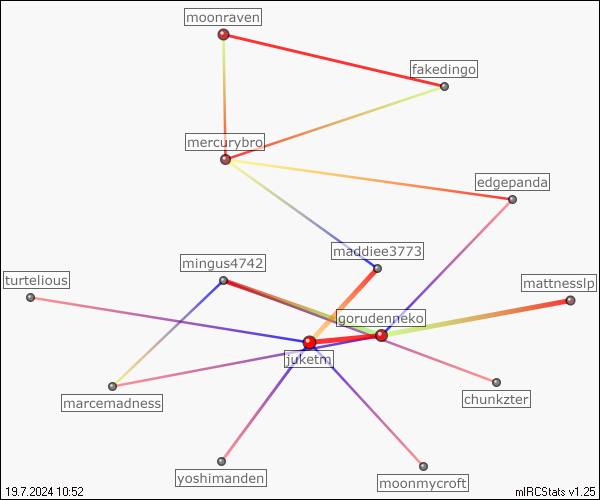 moonraven
fakedingo
mercurybro
edgepanda
maddiee3773
mingus4742
turtelious
mattnesslp
gorudenneko
juketm
chunkzter
marcemadness
yoshimanden
moonmycroft
19.7.2024 10:52
mIRCStats v1.25